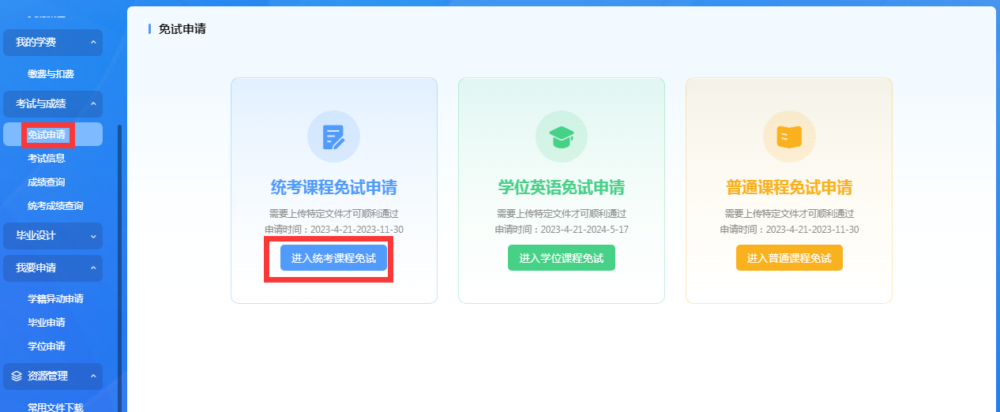 我的学费
缴费与扣费
考试与成绩
免试申请
考试信息
成绩查询
统考成绩查询
毕业设计
我要申请
学籍异动申请
毕业申请
学位申请
资源管理
常用文件下载
免试申请
统考课程免试申请
需要上传特定文件才可顺利通过
申请时间：2023-4-21-2023-11-30
进入统考课程免试
学位英语免试申请
需要上传特定文件才可顺利通过
申请时间：2023-4-21-2024-5-17
进入学位课程免试
普通课程免试申请
需要上传特定文件才可顺利通过
申请时间：2023-4-21-2023-11-30
进入普通课程免试